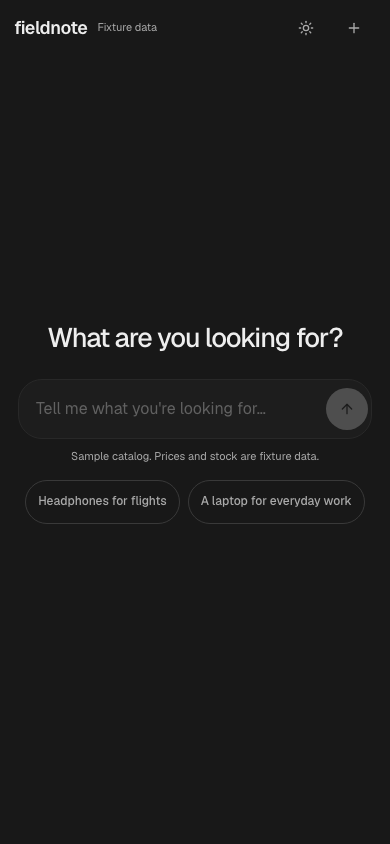 fieldnote Fixture data
What are you looking for?
Tell me what you're looking for...
Sample catalog. Prices and stock are fixture data.
Headphones for flights A laptop for everyday work